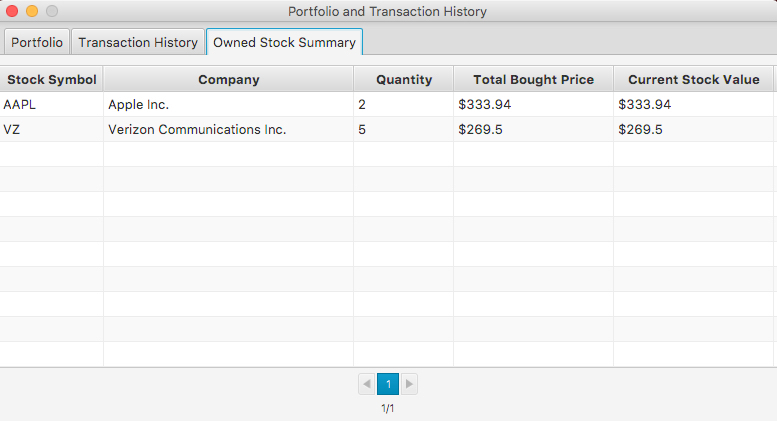 Portfolio and Transaction History
Portfolio Transaction History Owned Stock Summary
Stock Symbol Company Quantity Total Bought Price Current Stock Value
AAPL Apple Inc. 2 $333.94 $333.94
VZ Verizon Communications Inc. 5 $269.5 $269.5
1
1/1